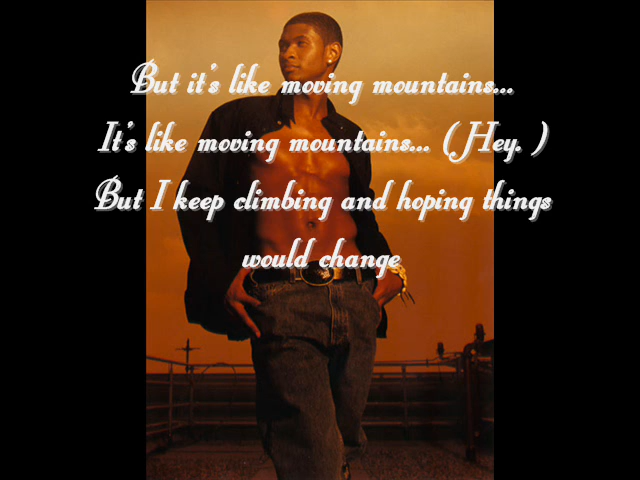 But it's like moving mountains...
It's like moving mountains... (Hey. )
But I keep climbing and hoping things
would change